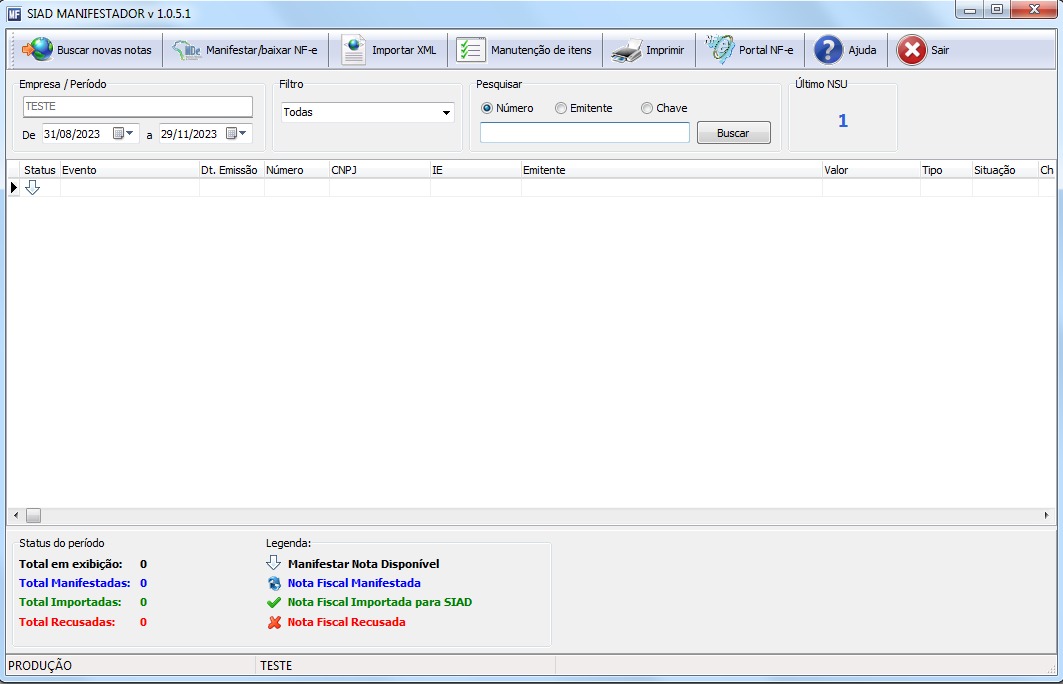 MF SIAD MANIFESTADOR v 1.0.5.1
Buscar novas notas MDe Manifestar/baixar NF-e Importar XML Manutenção de itens Imprimir Portal NF-e ? Ajuda Sair
Empresa / Período Filtro Pesquisar Último NSU
TESTE Todas Número Emitente Chave 1
De 31/08/2023 a 29/11/2023 Buscar
Status Evento Dt. Emissão Número CNPJ IE Emitente Valor Tipo Situação Ch
Status do período Legenda:
Total em exibição: 0 Manifestar Nota Disponível
Total Manifestadas: 0 Nota Fiscal Manifestada
Total Importadas: 0 Nota Fiscal Importada para SIAD
Total Recusadas: 0 Nota Fiscal Recusada
PRODUÇÃO TESTE